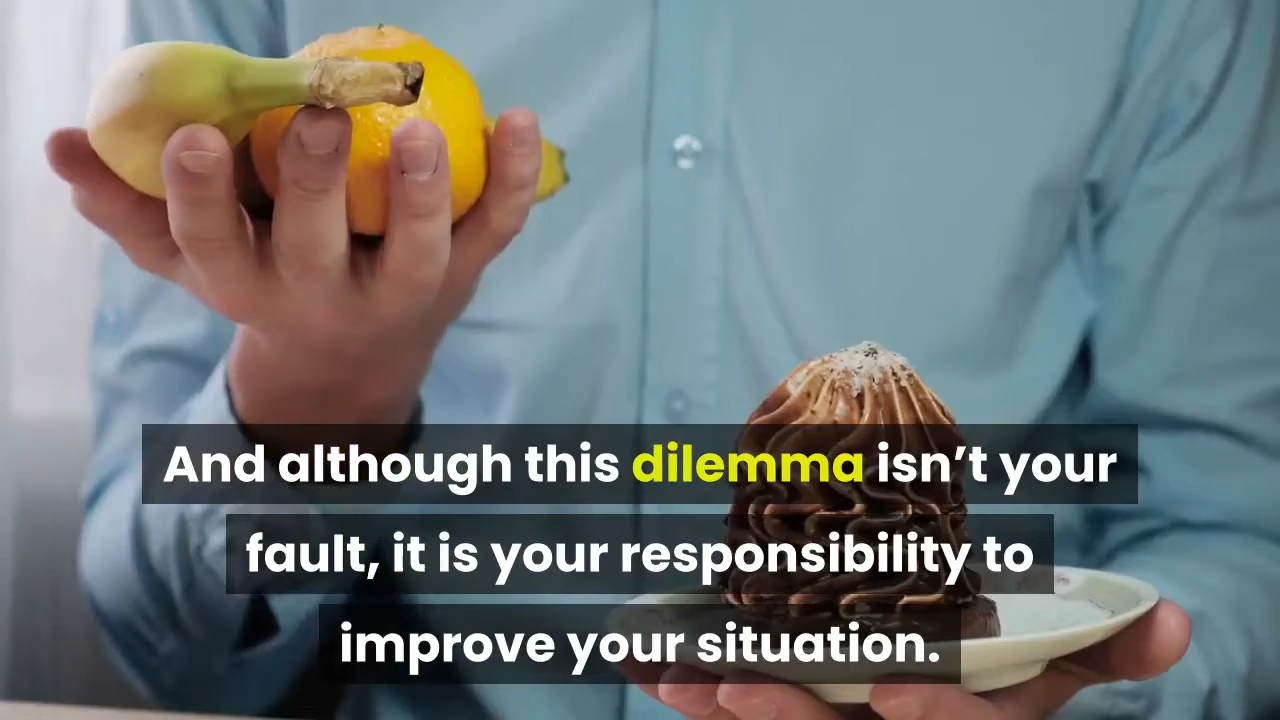 And although this dilemma isn’t your
fault, it is your responsibility to
improve your situation.